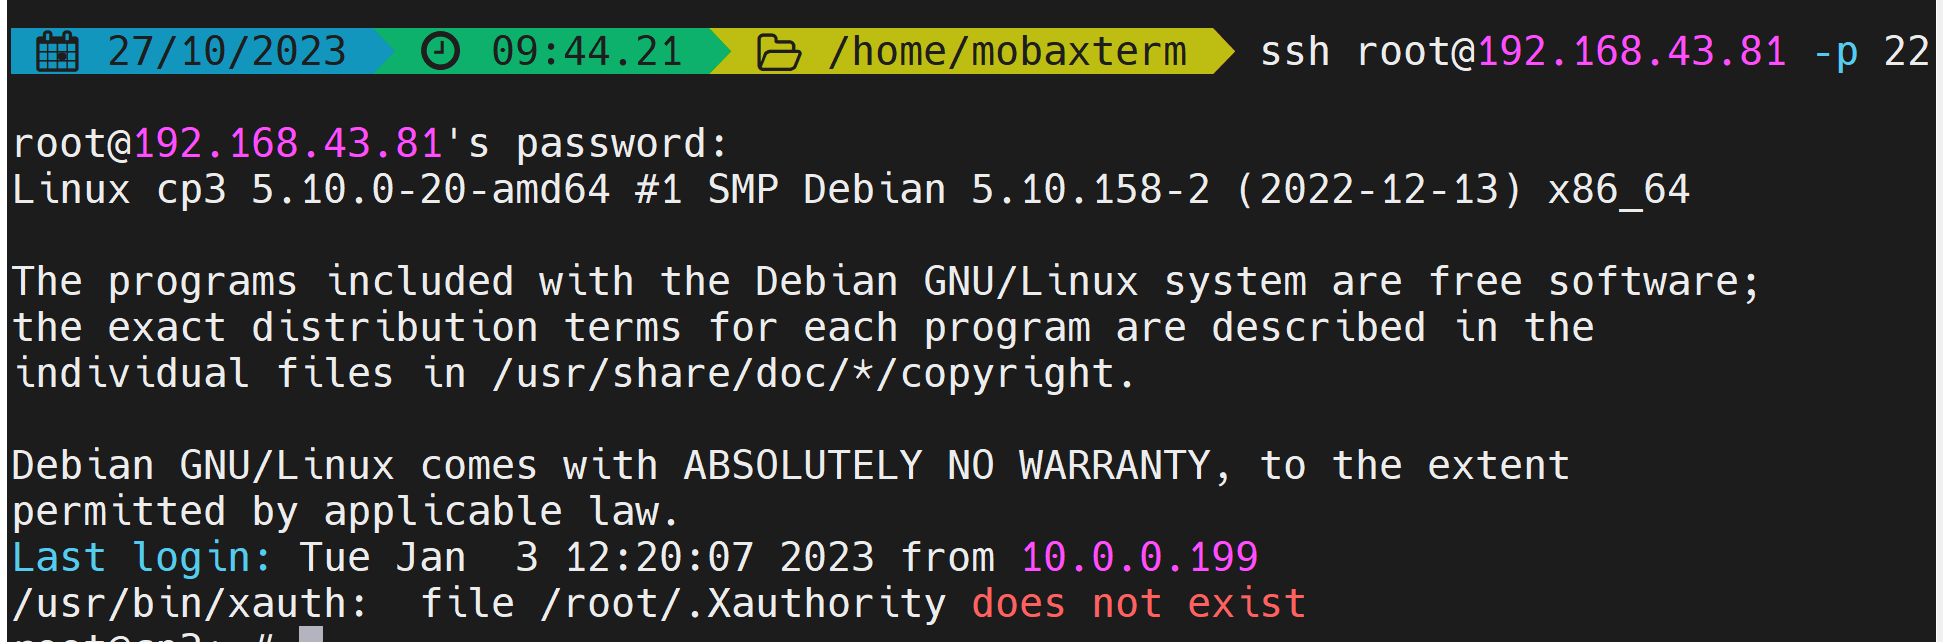 27/10/2023 09:44.21 /home/mobaxterm ssh root@192.168.43.81 -p 22
root@192.168.43.81's password:
Linux cp3 5.10.0-20-amd64 #1 SMP Debian 5.10.158-2 (2022-12-13) x86_64
The programs included with the Debian GNU/Linux system are free software;
the exact distribution terms for each program are described in the
individual files in /usr/share/doc/*/copyright.
Debian GNU/Linux comes with ABSOLUTELY NO WARRANTY, to the extent
permitted by applicable law.
Last login: Tue Jan  3 12:20:07 2023 from 10.0.0.199
/usr/bin/xauth:  file /root/.Xauthority does not exist